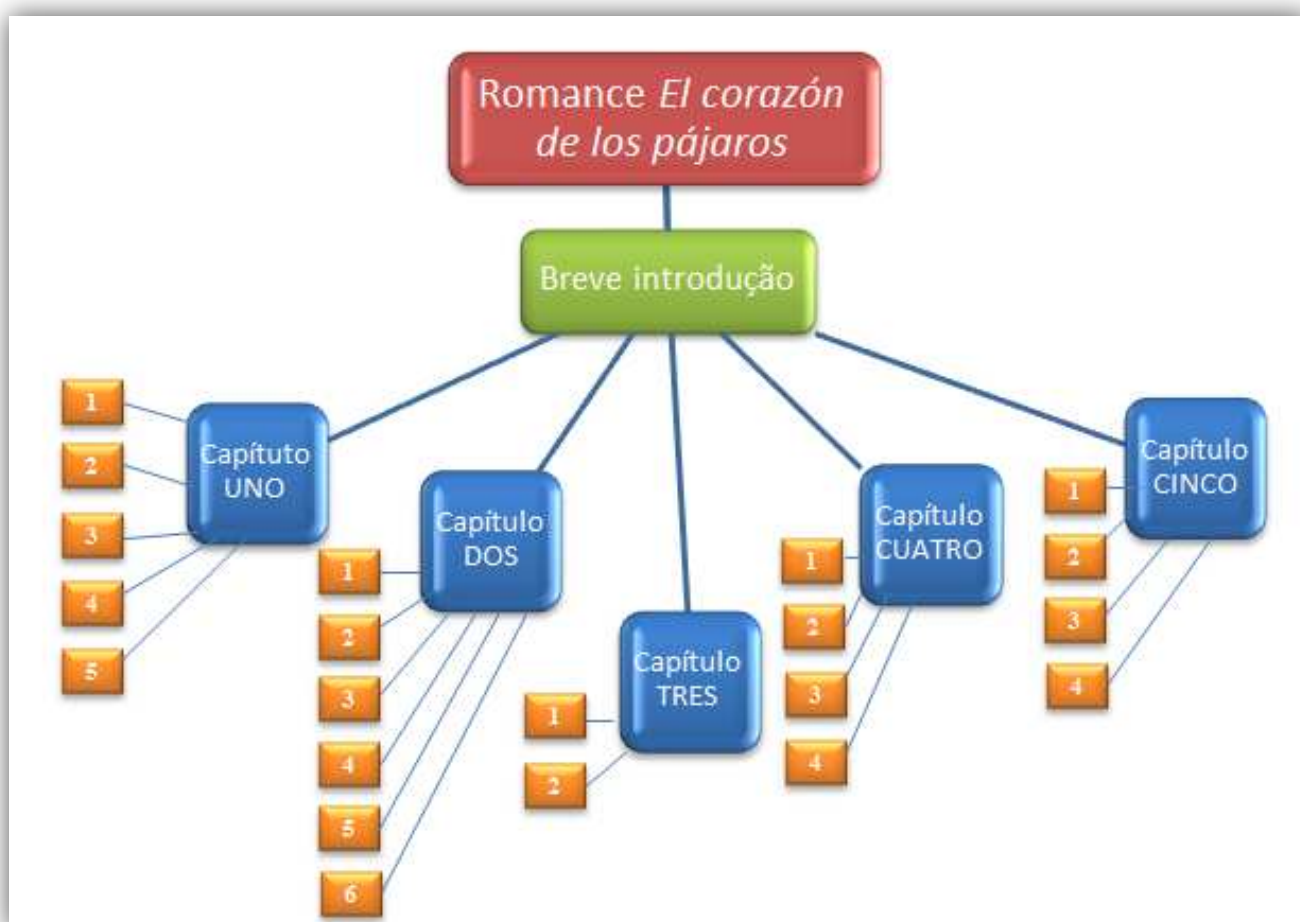 Romance El corazón
de los pájaros
Breve introdução
Capítuto
UNO
1
2
3
4
5
Capítulo
DOS
1
2
3
4
5
6
Capítulo
TRES
1
2
Capítulo
CUATRO
1
2
3
4
Capítulo
CINCO
1
2
3
4